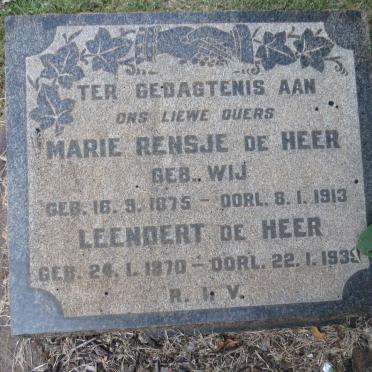 TER GEDAGTENIS AAN
ONS LIEWE OUERS
MARIE RENSJE DE HEER
GEB. WIJ
GEB. 16. 9. 1875 - OORL. 8. 1. 1913
LEENDERT DE HEER
GEB. 24. 1. 1870 - OORL. 22. 1. 1939
R. I. V.